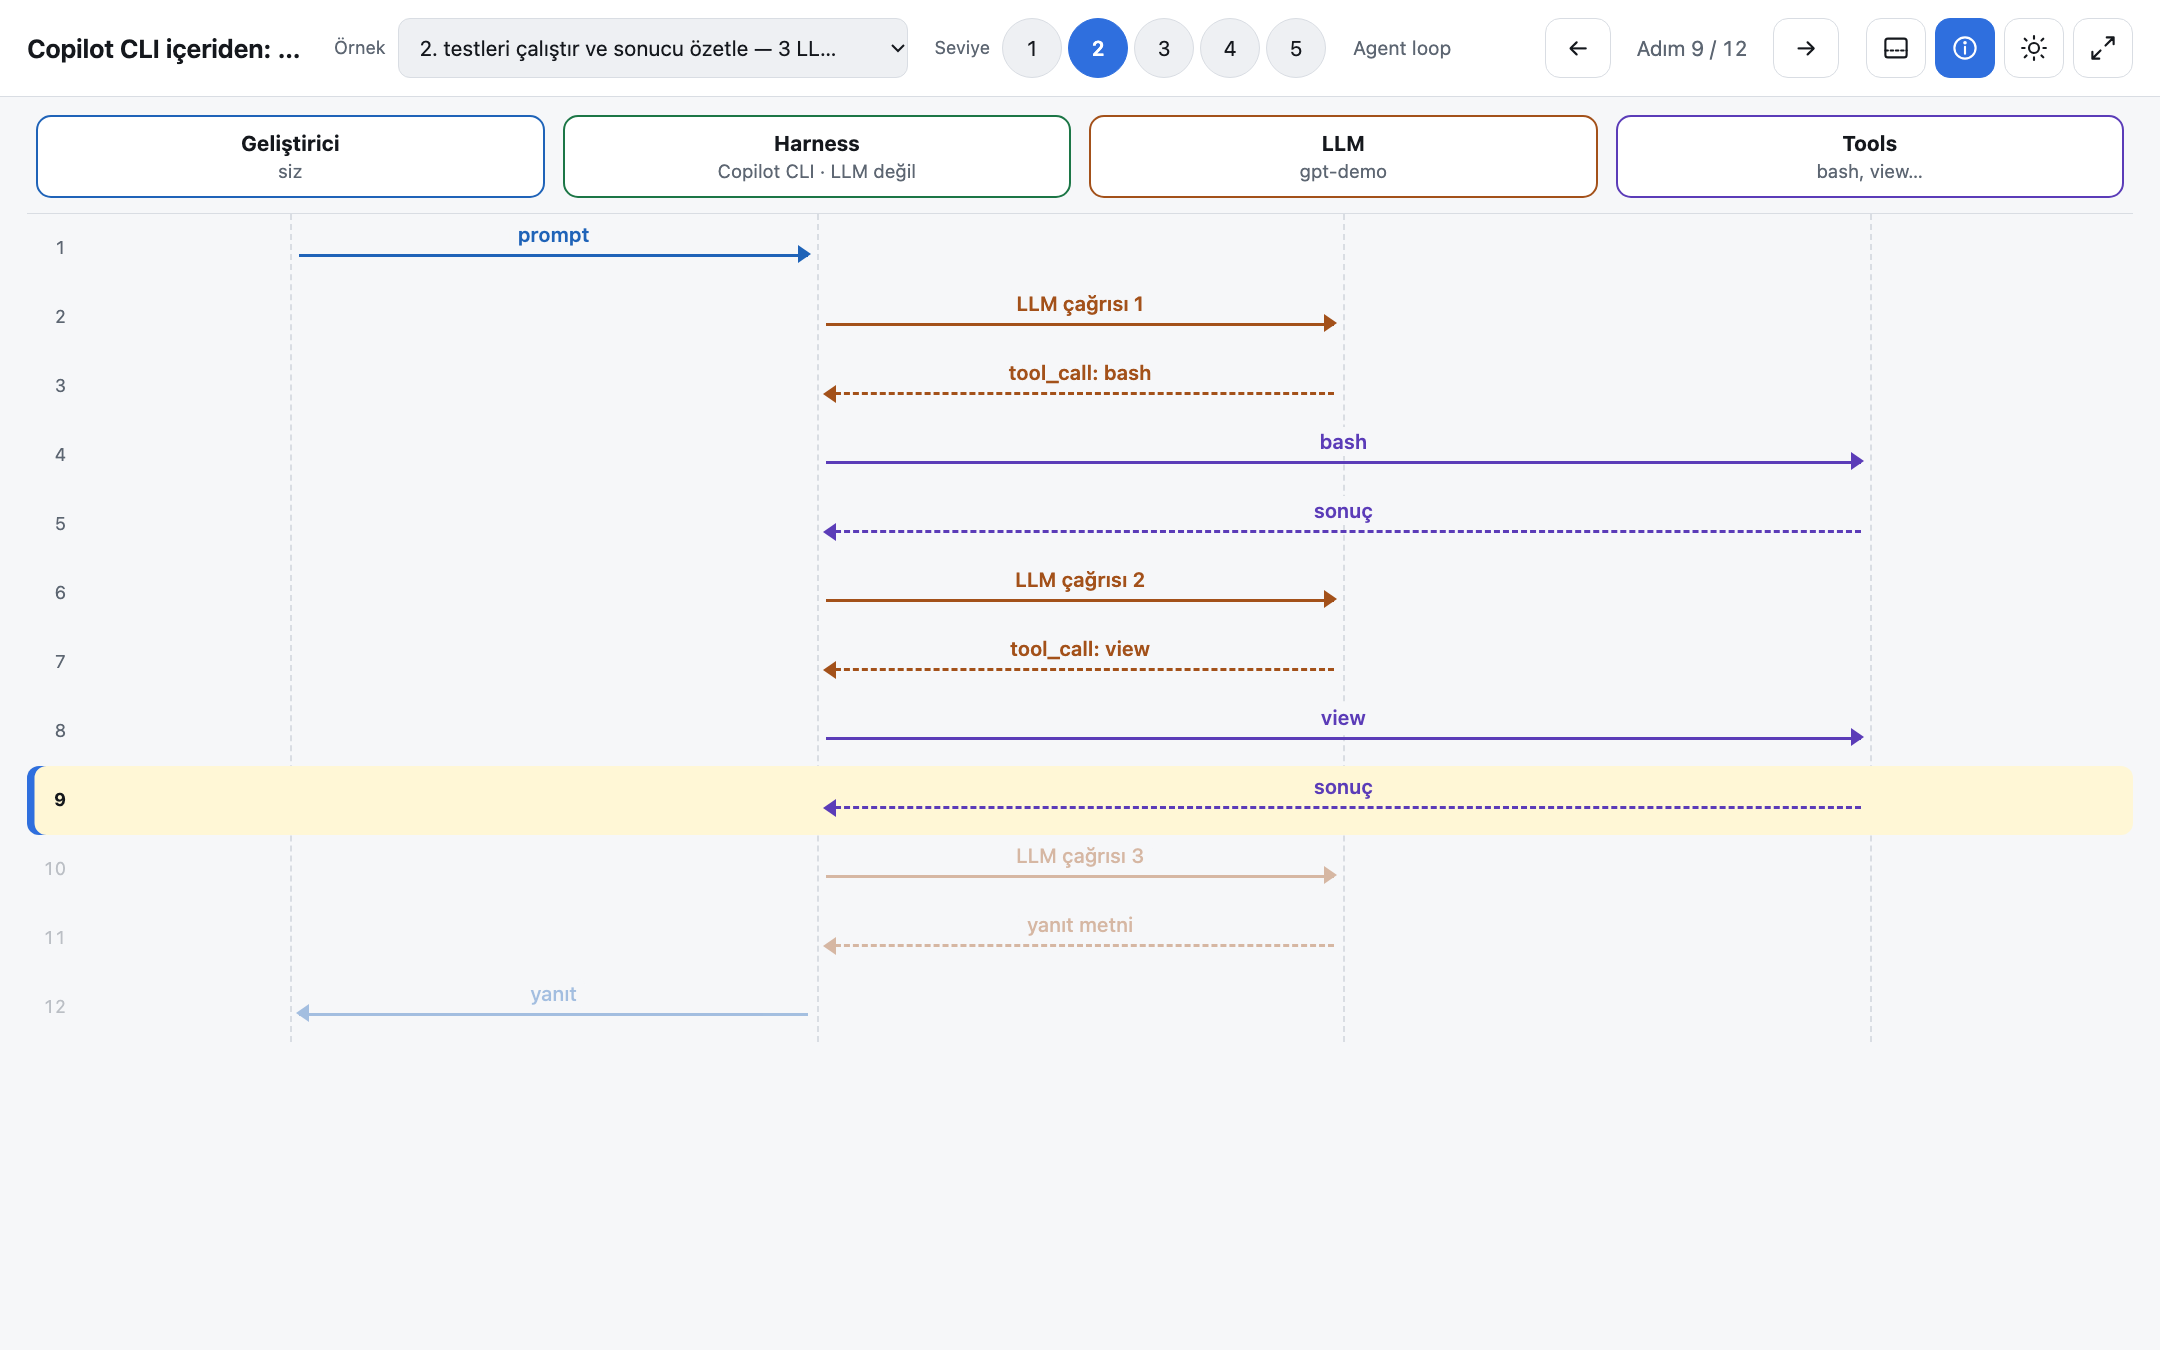 Copilot CLI içeriden: ...
Örnek
2. testleri çalıştır ve sonucu özetle — 3 LL...
Seviye
1
2
3
4
5
Agent loop
Adım 9 / 12
Geliştirici
siz
Harness
Copilot CLI · LLM değil
LLM
gpt-demo
Tools
bash, view...
1
prompt
2
LLM çağrısı 1
3
tool_call: bash
4
bash
5
sonuç
6
LLM çağrısı 2
7
tool_call: view
8
view
9
sonuç
10
LLM çağrısı 3
11
yanıt metni
12
yanıt